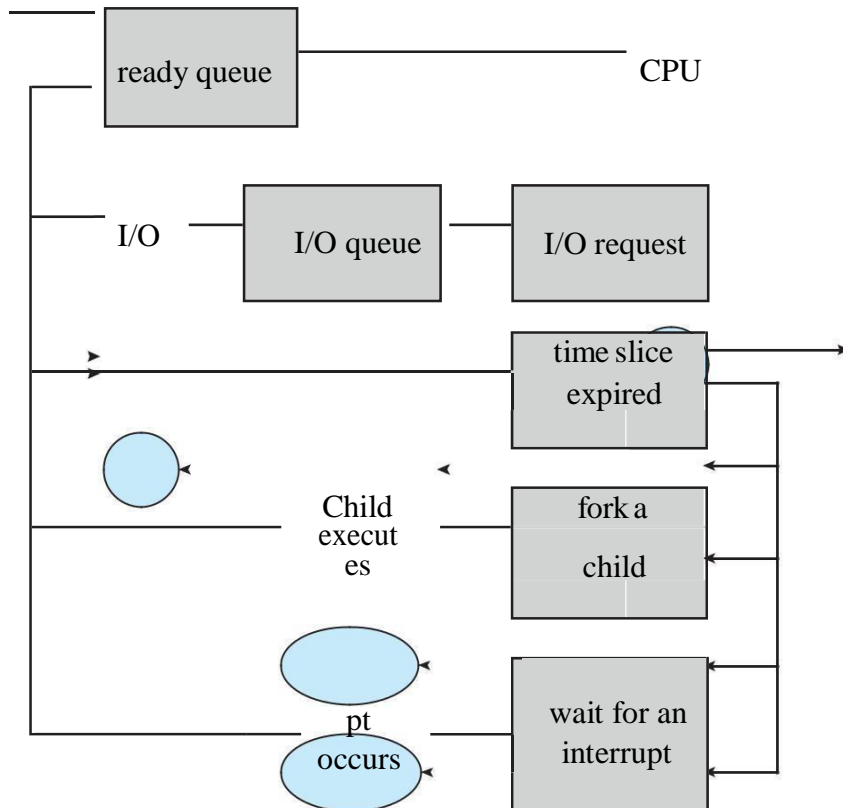 ready queue
CPU
I/O
I/O queue
I/O request
time slice
expired
Child
execut
es
fork a
child
pt
occurs
wait for an
interrupt